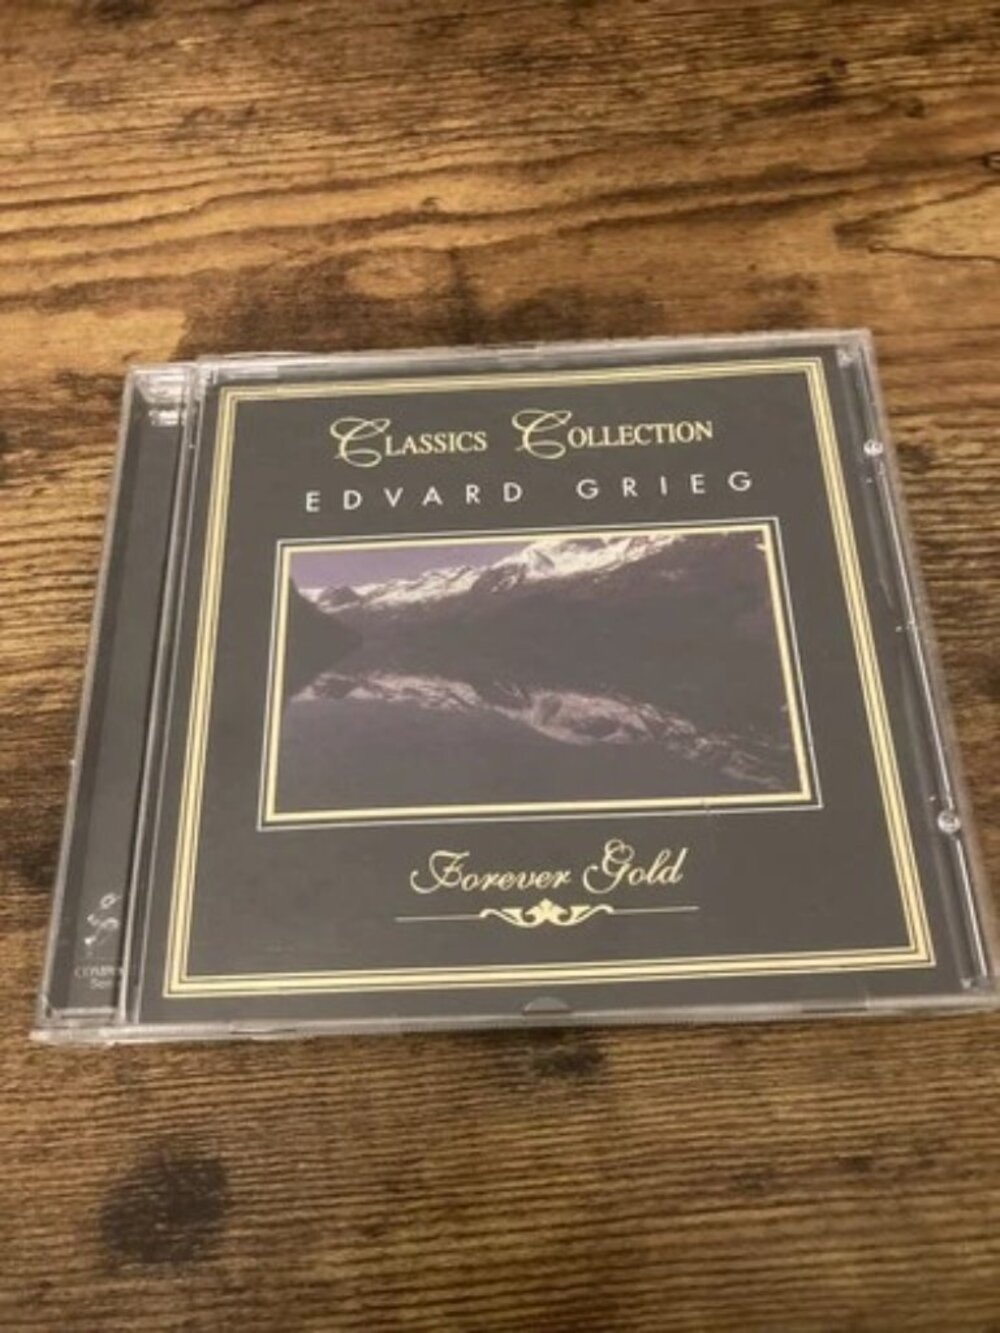 CLASSICS COLLECTION
EDVARD GRIEG
Forever Gold